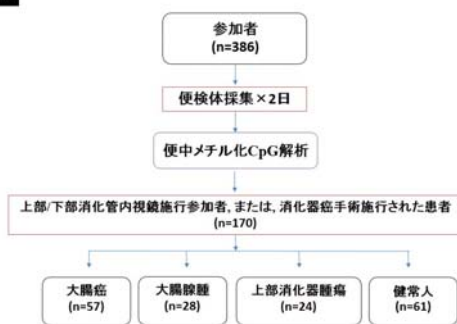 参加者
(n=386)
便検体採集×2日
便中メチル化CpG解析
上部/下部消化管内視鏡施行参加者, または, 消化器癌手術施行された患者
(n=170)
大腸癌
(n=57)
大腸腺腫
(n=28)
上部消化器腫瘍
(n=24)
健常人
(n=61)